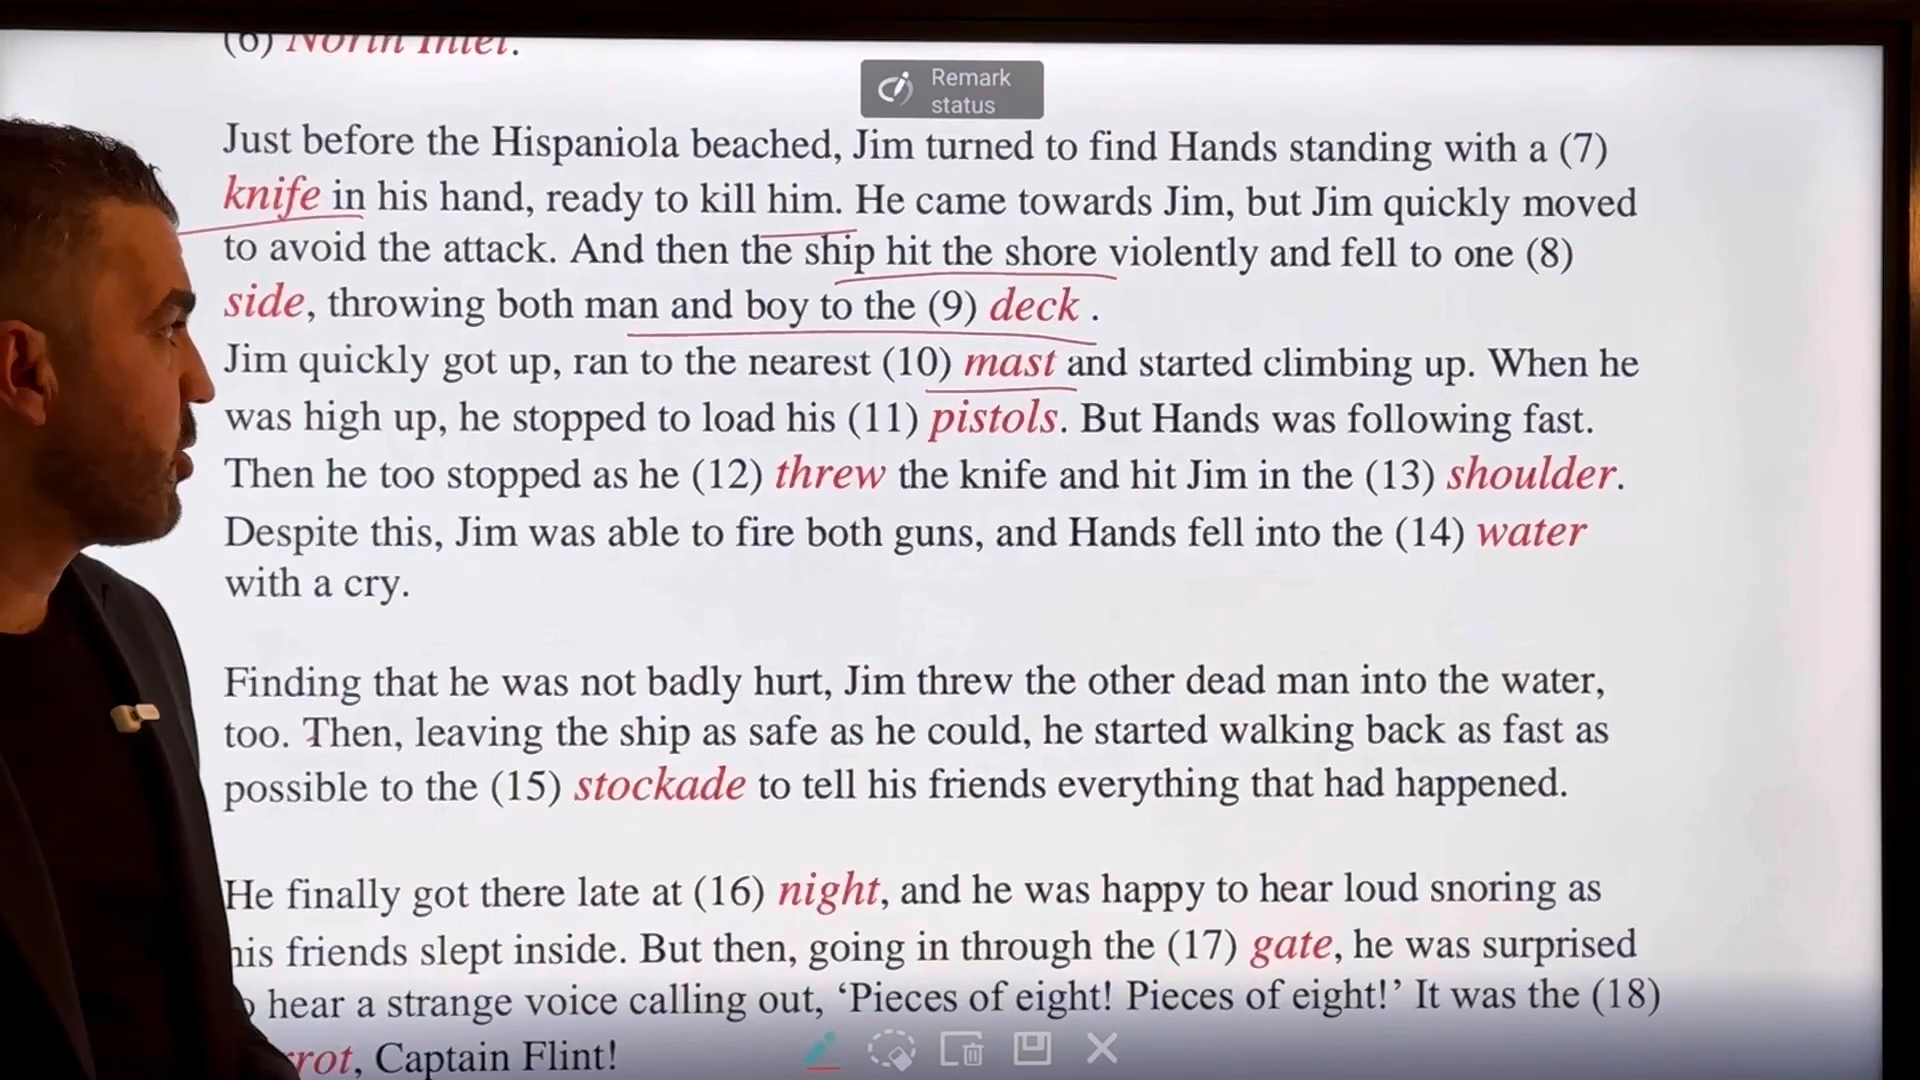 (6) North Inlet.
Remark
status
Just before the Hispaniola beached, Jim turned to find Hands standing with a (7)
knife in his hand, ready to kill him. He came towards Jim, but Jim quickly moved
to avoid the attack. And then the ship hit the shore violently and fell to one (8)
side, throwing both man and boy to the (9) deck .
Jim quickly got up, ran to the nearest (10) mast and started climbing up. When he
was high up, he stopped to load his (11) pistols. But Hands was following fast.
Then he too stopped as he (12) threw the knife and hit Jim in the (13) shoulder.
Despite this, Jim was able to fire both guns, and Hands fell into the (14) water
with a cry.
Finding that he was not badly hurt, Jim threw the other dead man into the water,
too. Then, leaving the ship as safe as he could, he started walking back as fast as
possible to the (15) stockade to tell his friends everything that had happened.
He finally got there late at (16) night, and he was happy to hear loud snoring as
his friends slept inside. But then, going in through the (17) gate, he was surprised
hear a strange voice calling out, ‘Pieces of eight! Pieces of eight!’ It was the (18)
rrot, Captain Flint!